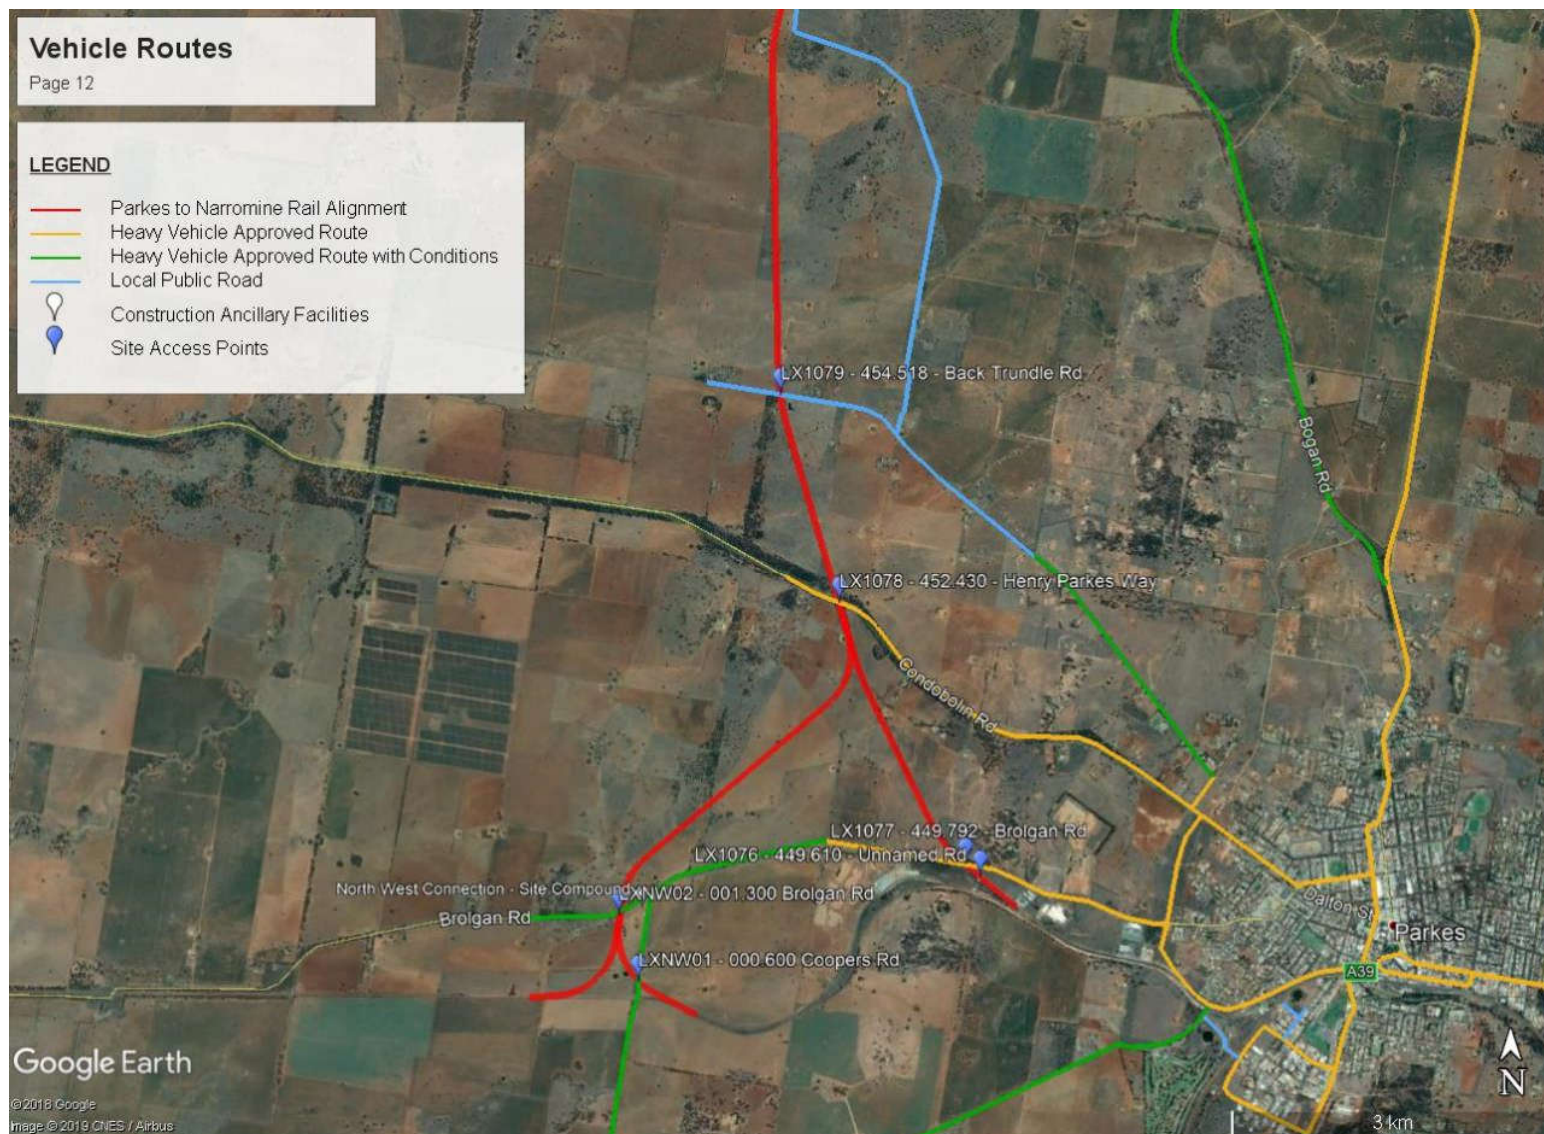 Vehicle Routes
Page 12
LEGEND
Parkes to Narromine Rail Alignment
Heavy Vehicle Approved Route
Heavy Vehicle Approved Route with Conditions
Local Public Road
Construction Ancillary Facilities
Site Access Points
LX1079 - 454.518 - Back Trundle Rd
Bogan Rd
LX1078 - 452.430 - Henry Parkes Way
Condobolin Rd
LX1077 - 449.792 - Brolgan Rd
LX1076 - 449.610 - Unnamed Rd
North West Connection - Site Compound
LXNW02 - 001.300 Brolgan Rd
Brolgan Rd
Dalton St
Parkes
LXNW01 - 000.600 Coopers Rd
A39
Google Earth
N
© 2018 Google
Image © 2019 CNES / Airbus
3 km